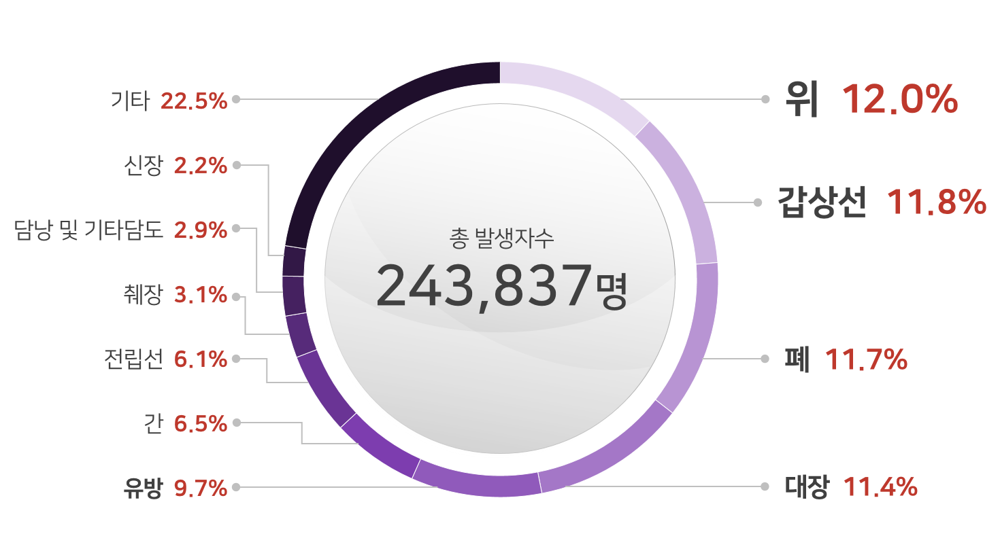 총 발생자수
243,837명
위 12.0%
갑상선 11.8%
폐 11.7%
대장 11.4%
유방 9.7%
간 6.5%
전립선 6.1%
췌장 3.1%
담낭 및 기타담도 2.9%
신장 2.2%
기타 22.5%